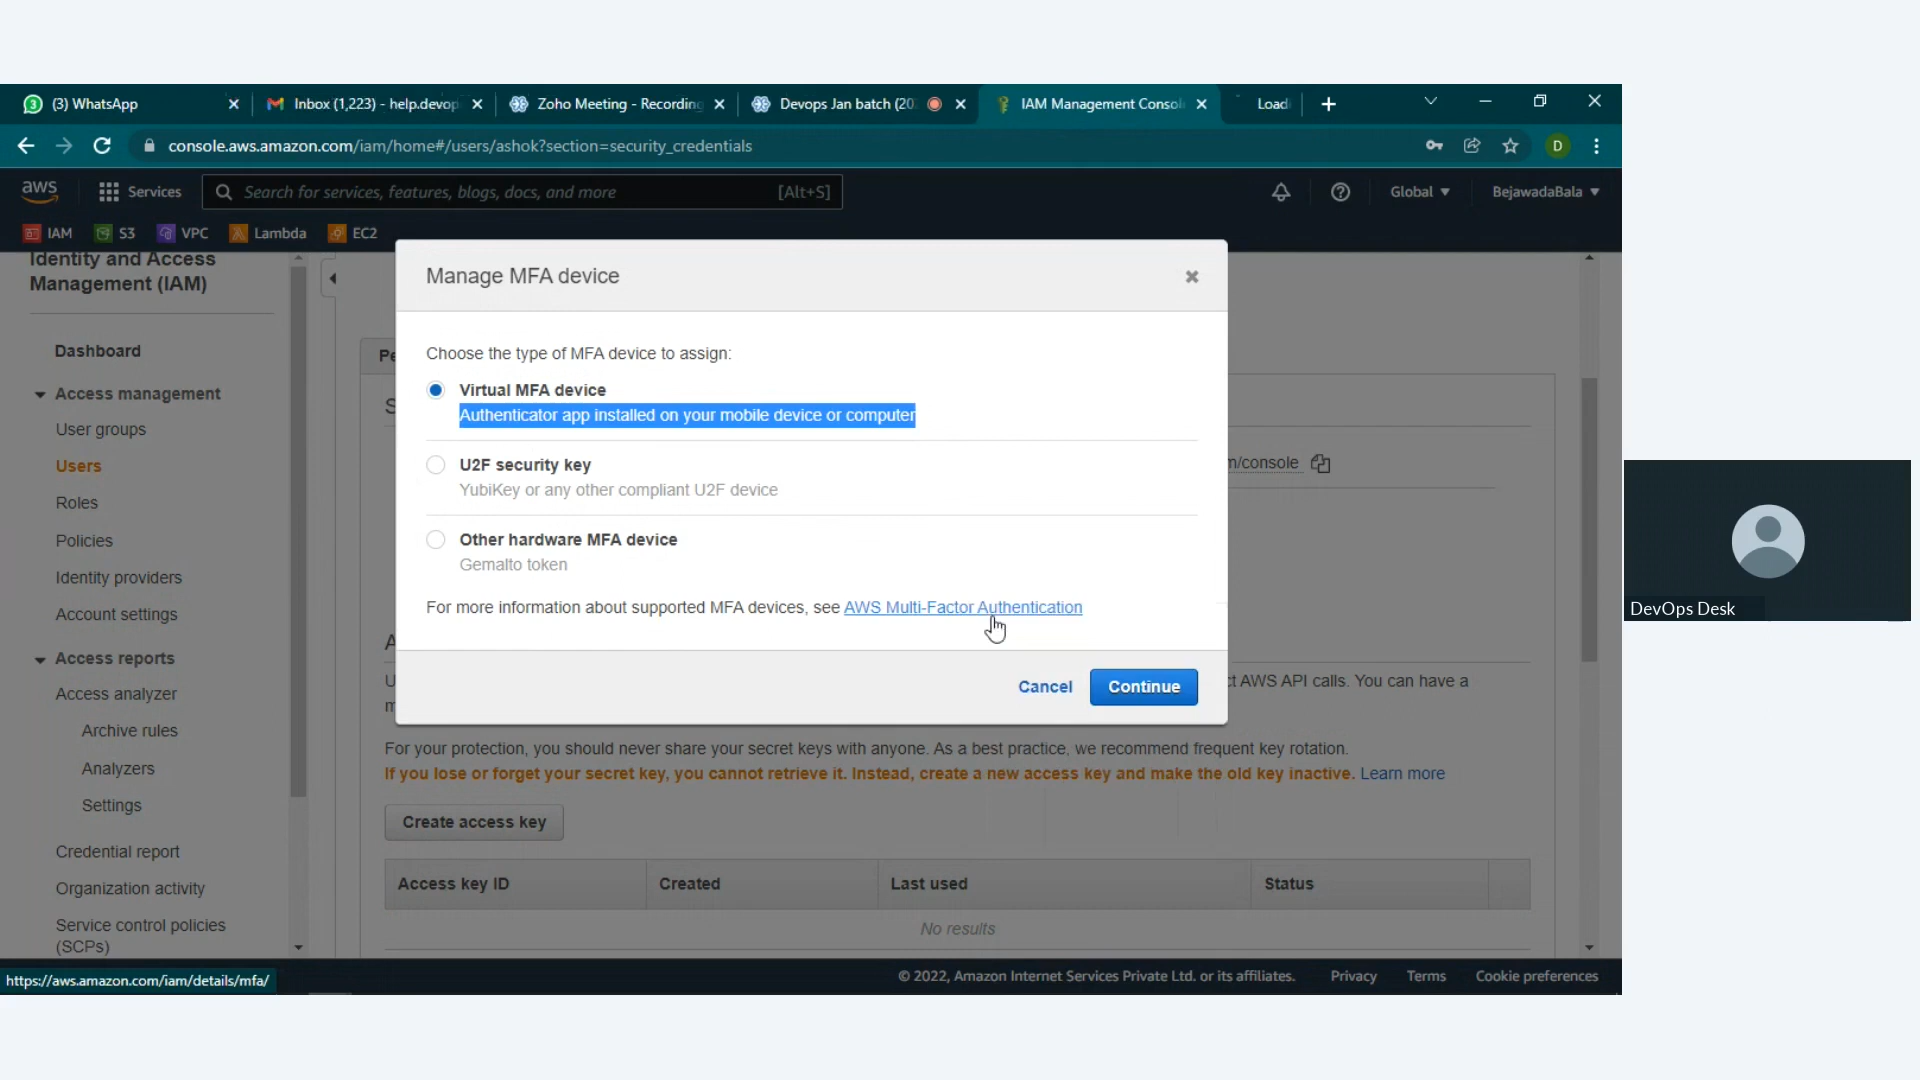 (3) WhatsApp
Inbox (1,223) - help.devop
Zoho Meeting - Recording
Devops Jan batch (20
IAM Management Consol
Loadi
console.aws.amazon.com/iam/home#/users/ashok?section=security_credentials
D
aws
Services
Search for services, features, blogs, docs, and more
[Alt+S]
Global
BejawadaBala
IAM
S3
VPC
Lambda
EC2
Identity and Access
Management (IAM)
Dashboard
Access management
User groups
Users
Roles
Policies
Identity providers
Account settings
Access reports
Access analyzer
Archive rules
Analyzers
Settings
Credential report
Organization activity
Service control policies
(SCPs)
Pe
S
Manage MFA device
Choose the type of MFA device to assign:
Virtual MFA device
Authenticator app installed on your mobile device or computer
U2F security key
YubiKey or any other compliant U2F device
Other hardware MFA device
Gemalto token
For more information about supported MFA devices, see AWS Multi-Factor Authentication
Cancel
Continue
m/console
A
U
t AWS API calls. You can have a
m
For your protection, you should never share your secret keys with anyone. As a best practice, we recommend frequent key rotation.
If you lose or forget your secret key, you cannot retrieve it. Instead, create a new access key and make the old key inactive. Learn more
Create access key
Access key ID
Created
Last used
Status
No results
https://aws.amazon.com/iam/details/mfa/
© 2022, Amazon Internet Services Private Ltd. or its affiliates.
Privacy
Terms
Cookie preferences
DevOps Desk